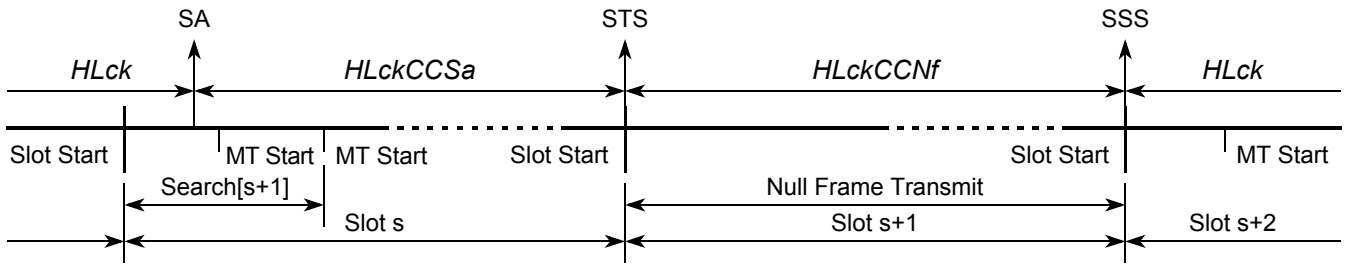 SA STS SSS
HLck HLckCCSa HLckCCNf HLck
Slot Start MT Start MT Start Slot Start Slot Start MT Start
Search[s+1] Null Frame Transmit
Slot s Slot s+1 Slot s+2